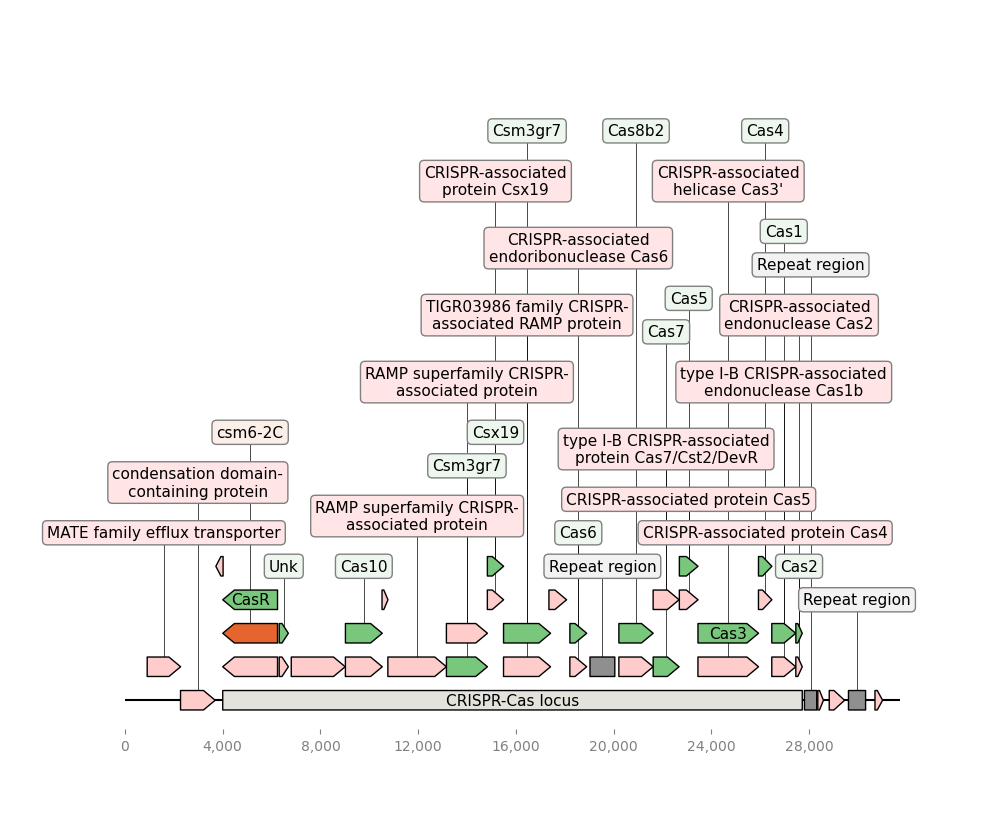 Csm3gr7
Cas8b2
Cas4
CRISPR-associated
protein Csx19
CRISPR-associated
helicase Cas3'
Cas1
CRISPR-associated
endoribonuclease Cas6
Repeat region
Cas5
TIGR03986 family CRISPR-
associated RAMP protein
CRISPR-associated
endonuclease Cas2
Cas7
RAMP superfamily CRISPR-
associated protein
type I-B CRISPR-associated
endonuclease Cas1b
csm6-2C
Csx19
type I-B CRISPR-associated
protein Cas7/Cst2/DevR
Csm3gr7
condensation domain-
containing protein
CRISPR-associated protein Cas5
RAMP superfamily CRISPR-
associated protein
MATE family efflux transporter
Cas6
CRISPR-associated protein Cas4
Unk
Cas10
Repeat region
Cas2
CasR
Repeat region
Cas3
CRISPR-Cas locus
0
4,000
8,000
12,000
16,000
20,000
24,000
28,000